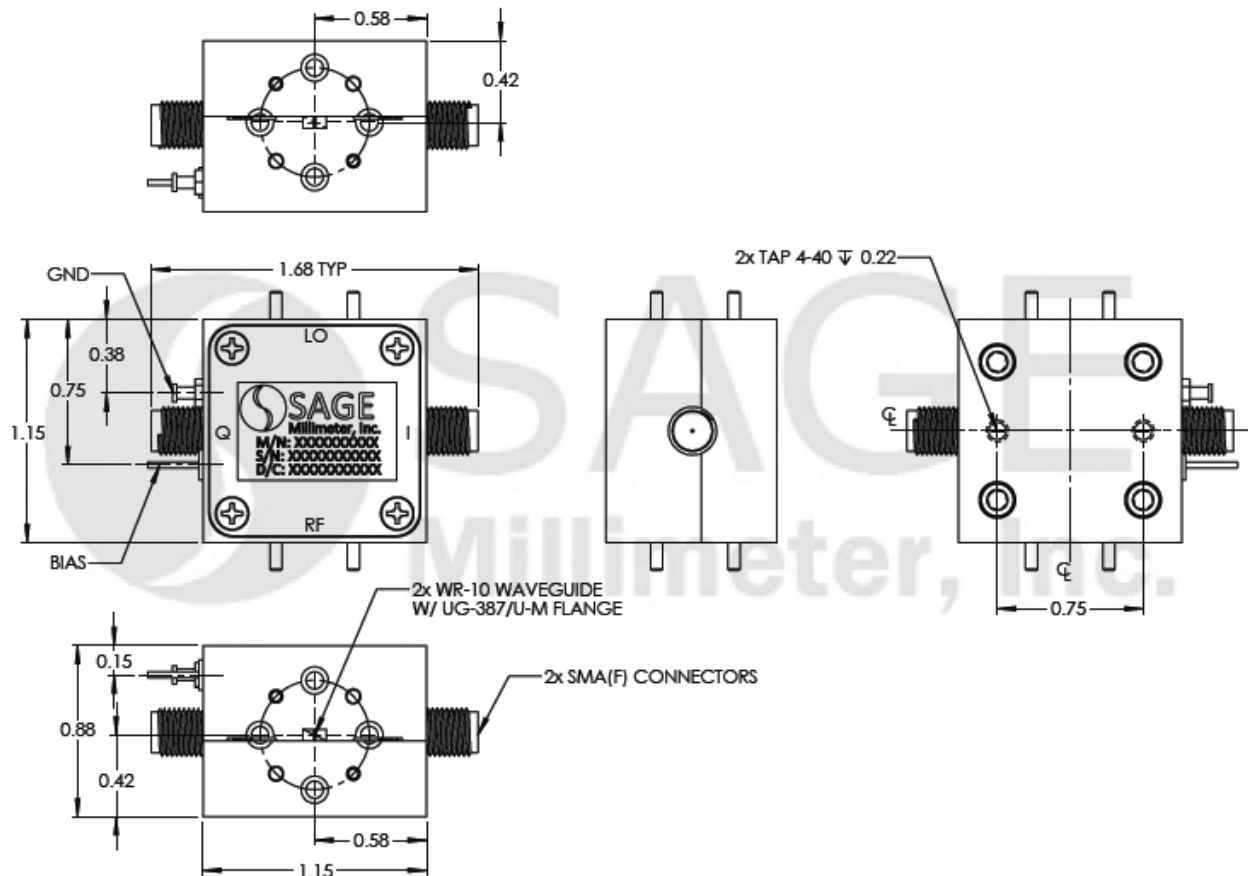 0.58
0.42
GND
1.68 TYP
2x TAP 4-40 ↧ 0.22
0.38
0.75
1.15
LO
SAGE
Millimeter, Inc.
Q
I
M/N: XXXXXXXXXX
S/N: XXXXXXXXXXX
D/C: XXXXXXXXXXX
RF
BIAS
℄
℄
0.75
SAGE
Millimeter, Inc.
2x WR-10 WAVEGUIDE
W/ UG-387/U-M FLANGE
0.15
2x SMA(F) CONNECTORS
0.88
0.42
0.58
1.15